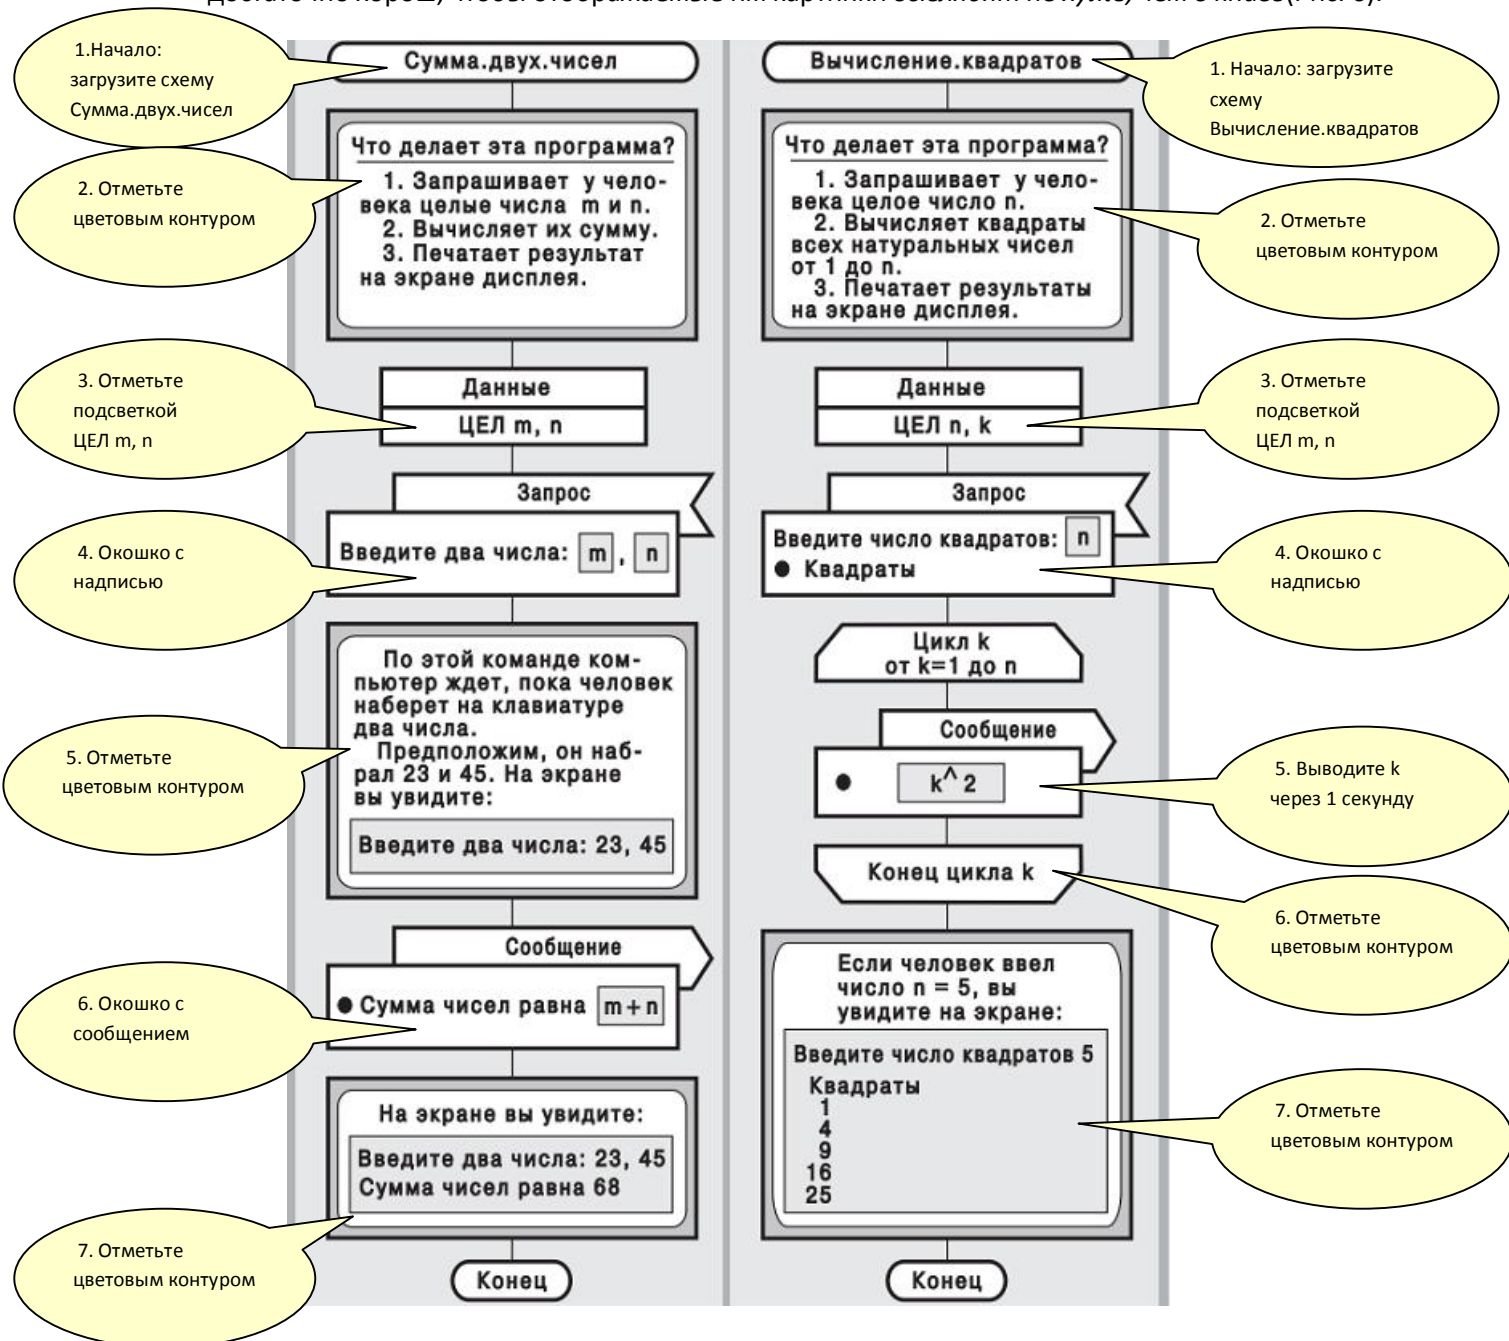 1.Начало:
загрузите схему
Сумма.двух.чисел
2. Отметьте
цветовым контуром
3. Отметьте
подсветкой
ЦЕЛ m, n
4. Окошко с
надписью
5. Отметьте
цветовым контуром
6. Окошко с
сообщением
7. Отметьте
цветовым контуром
Сумма.двух.чисел
Что делает эта программа?
1. Запрашивает у чело-
века целые числа m и n.
2. Вычисляет их сумму.
3. Печатает результат
на экране дисплея.
Данные
ЦЕЛ m, n
Запрос
Введите два числа: m , n
По этой команде ком-
пьютер ждет, пока человек
наберет на клавиатуре
два числа.
Предположим, он наб-
рал 23 и 45. На экране
вы увидите:
Введите два числа: 23, 45
Сообщение
● Сумма чисел равна m+n
На экране вы увидите:
Введите два числа: 23, 45
Сумма чисел равна 68
Конец
Вычисление.квадратов
Что делает эта программа?
1. Запрашивает у чело-
века целое число n.
2. Вычисляет квадраты
всех натуральных чисел
от 1 до n.
3. Печатает результаты
на экране дисплея.
Данные
ЦЕЛ n, k
Запрос
Введите число квадратов: n
● Квадраты
Цикл k
от k=1 до n
Сообщение
● k^2
Конец цикла k
Если человек ввел
число n = 5, вы
увидите на экране:
Введите число квадратов 5
Квадраты
1
4
9
16
25
Конец
1. Начало: загрузите
схему
Вычисление.квадратов
2. Отметьте
цветовым контуром
3. Отметьте
подсветкой
ЦЕЛ m, n
4. Окошко с
надписью
5. Выводите k
через 1 секунду
6. Отметьте
цветовым контуром
7. Отметьте
цветовым контуром